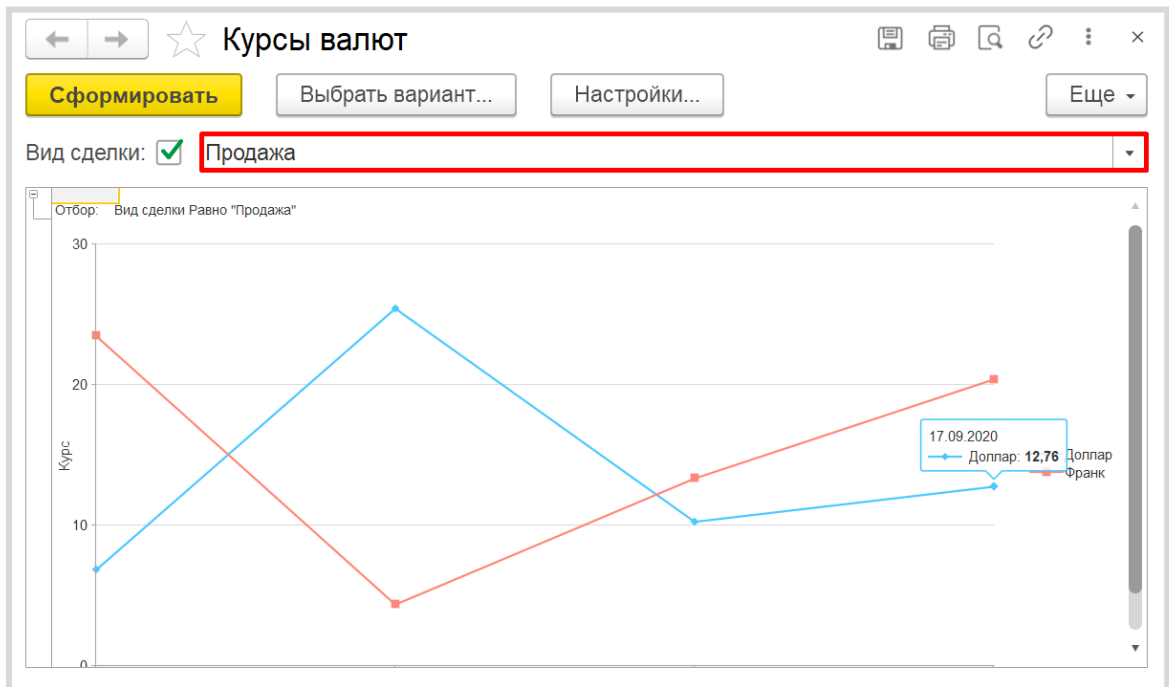 Курсы валют
Сформировать Выбрать вариант... Настройки... Еще
Вид сделки: Продажа
Отбор: Вид сделки Равно "Продажа"
30
20
10
0
Курс
17.09.2020
Доллар: 12,76
Доллар
Франк